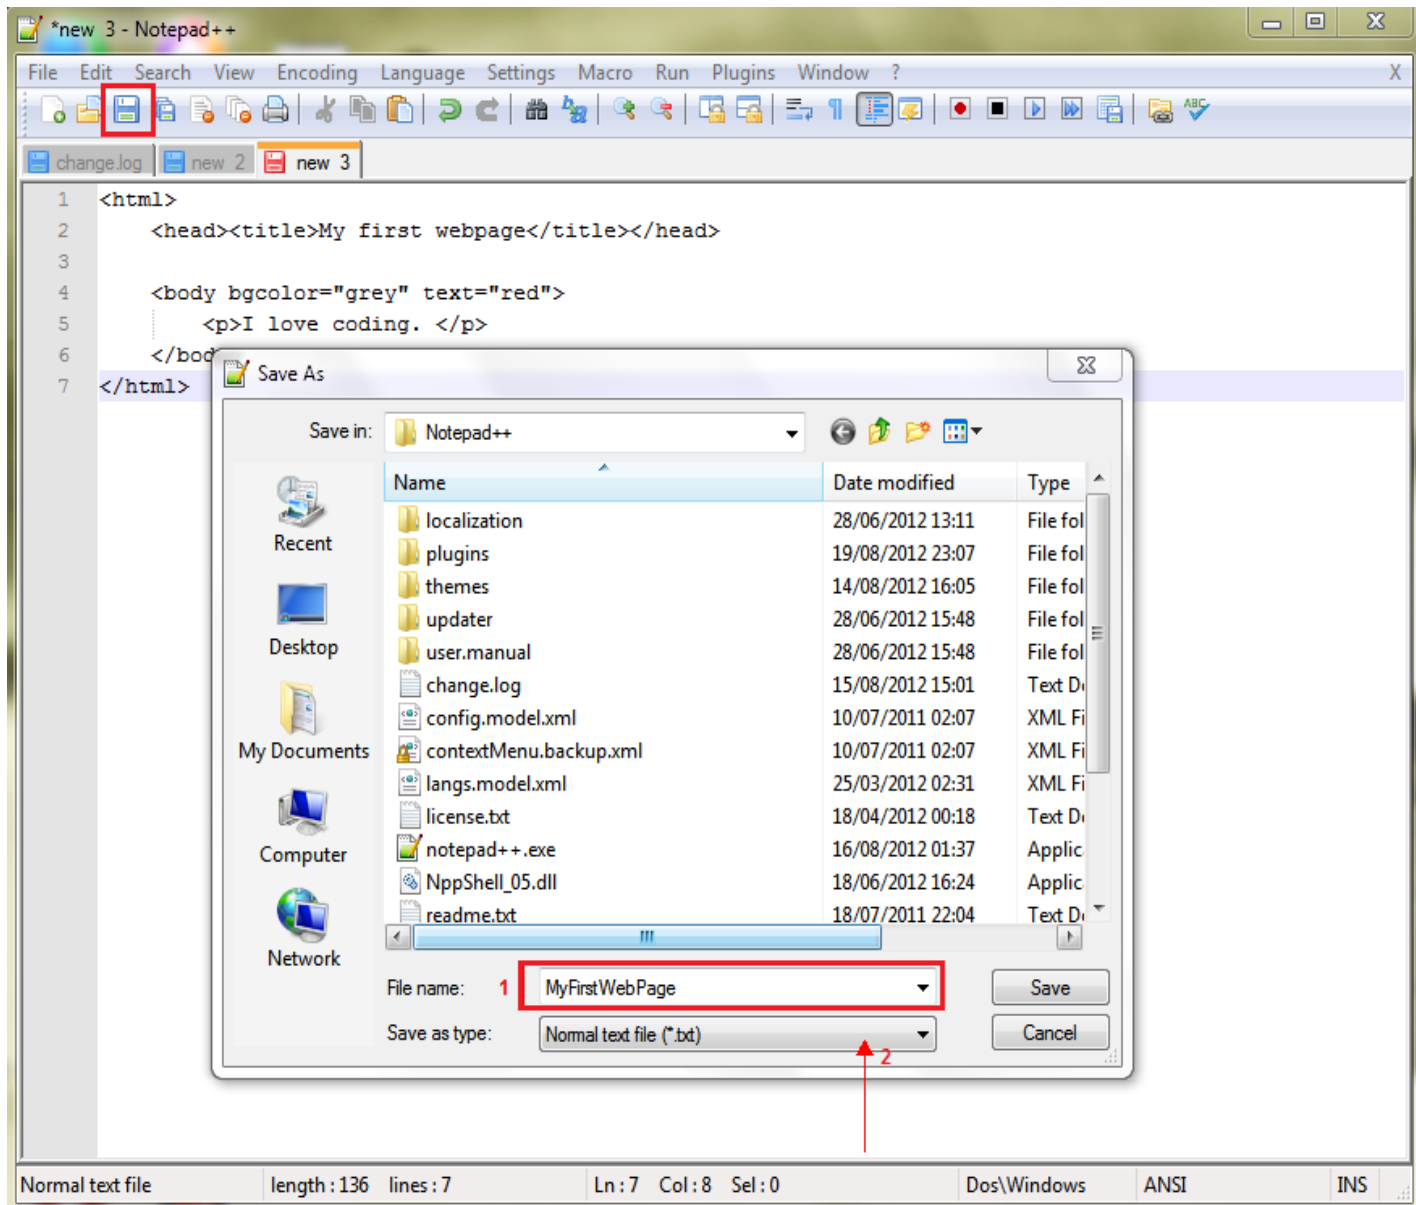 *new 3 - Notepad++
File Edit Search View Encoding Language Settings Macro Run Plugins Window ? X
ABC
change.log new 2 new 3
1 <html>
2 <head><title>My first webpage</title></head>
3
4 <body bgcolor="grey" text="red">
5 <p>I love coding. </p>
6 </bod
7 </html>
Save As
Save in: Notepad++
Name Date modified Type
localization 28/06/2012 13:11 File fol
plugins 19/08/2012 23:07 File fol
themes 14/08/2012 16:05 File fol
updater 28/06/2012 15:48 File fol
user.manual 28/06/2012 15:48 File fol
change.log 15/08/2012 15:01 Text D
config.model.xml 10/07/2011 02:07 XML Fi
contextMenu.backup.xml 10/07/2011 02:07 XML Fi
langs.model.xml 25/03/2012 02:31 XML Fi
license.txt 18/04/2012 00:18 Text D
notepad++.exe 16/08/2012 01:37 Applic
NppShell_05.dll 18/06/2012 16:24 Applic
readme.txt 18/07/2011 22:04 Text D
Recent
Desktop
My Documents
Computer
Network
File name: 1 MyFirstWebPage Save
Save as type: Normal text file (*.txt) Cancel
2
Normal text file length : 136 lines : 7 Ln : 7 Col : 8 Sel : 0 Dos\Windows ANSI INS